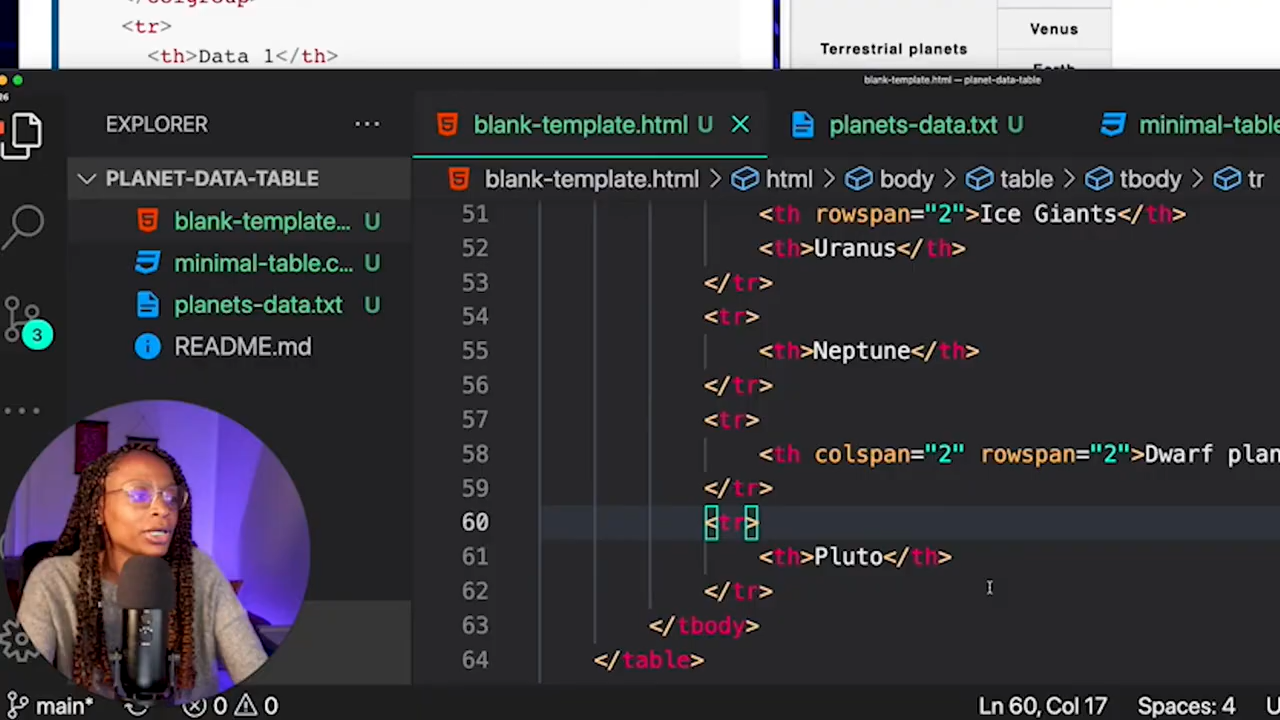 <tr>
<th>Data 1</th>
Venus
Terrestrial planets
Earth
blank-template.html — planet-data-table
EXPLORER
blank-template.html U
planets-data.txt U
PLANET-DATA-TABLE
blank-template.html > html > body > table > tbody > tr
blank-template... U
minimal-table.c... U
planets-data.txt U
README.md
3
51 <th rowspan="2">Ice Giants</th>
52 <th>Uranus</th>
53 </tr>
54 <tr>
55 <th>Neptune</th>
56 </tr>
57 <tr>
58 <th colspan="2" rowspan="2">Dwarf plan
59 </tr>
60 <tr>
61 <th>Pluto</th>
62 </tr>
63 </tbody>
64 </table>
main* 0 0 Ln 60, Col 17 Spaces: 4